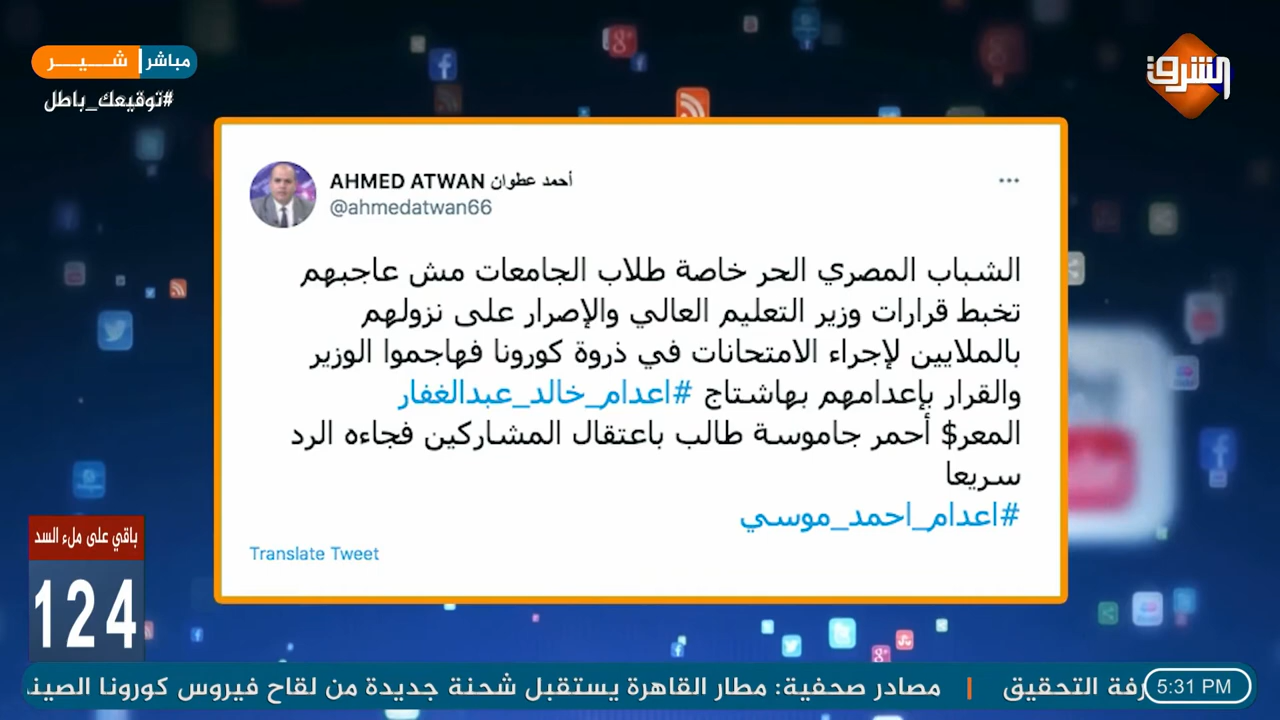 مباشر شـــيـــر
#توقيعك_باطل
الشرق
AHMED ATWAN أحمد عطوان
@ahmedatwan66
الشباب المصري الحر خاصة طلاب الجامعات مش عاجبهم
تخبط قرارات وزير التعليم العالي والإصرار على نزولهم
بالملايين لإجراء الامتحانات في ذروة كورونا فهاجموا الوزير
والقرار بإعدامهم بهاشتاج #اعدام_خالد_عبدالغفار
المعر$ أحمر جاموسة طالب باعتقال المشاركين فجاءه الرد
سريعا
#اعدام_احمد_موسي
Translate Tweet
باقي على ملء السد
124
رفة التحقيق | مصادر صحفية: مطار القاهرة يستقبل شحنة جديدة من لقاح فيروس كورونا الصين
5:31 PM